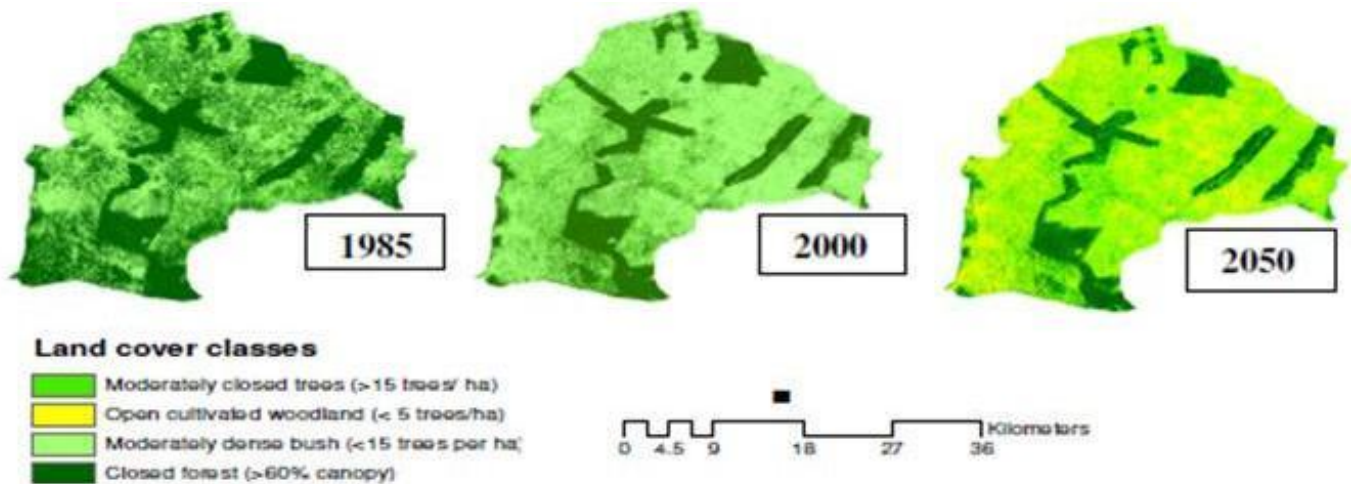 1985
2000
2050
Land cover classes
Moderately closed trees (>15 trees/ ha)
Open cultivated woodland (< 5 trees/ha)
Moderately dense bush (<15 trees per ha)
Closed forest (>60% canopy)
Kilometers
0 4.5 9 18 27 36